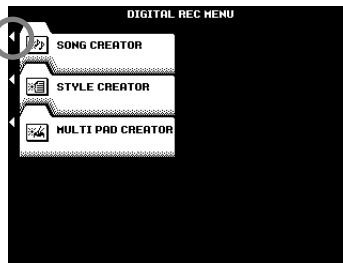 DIGITAL REC MENU
SONG CREATOR
STYLE CREATOR
MULTI PAD CREATOR